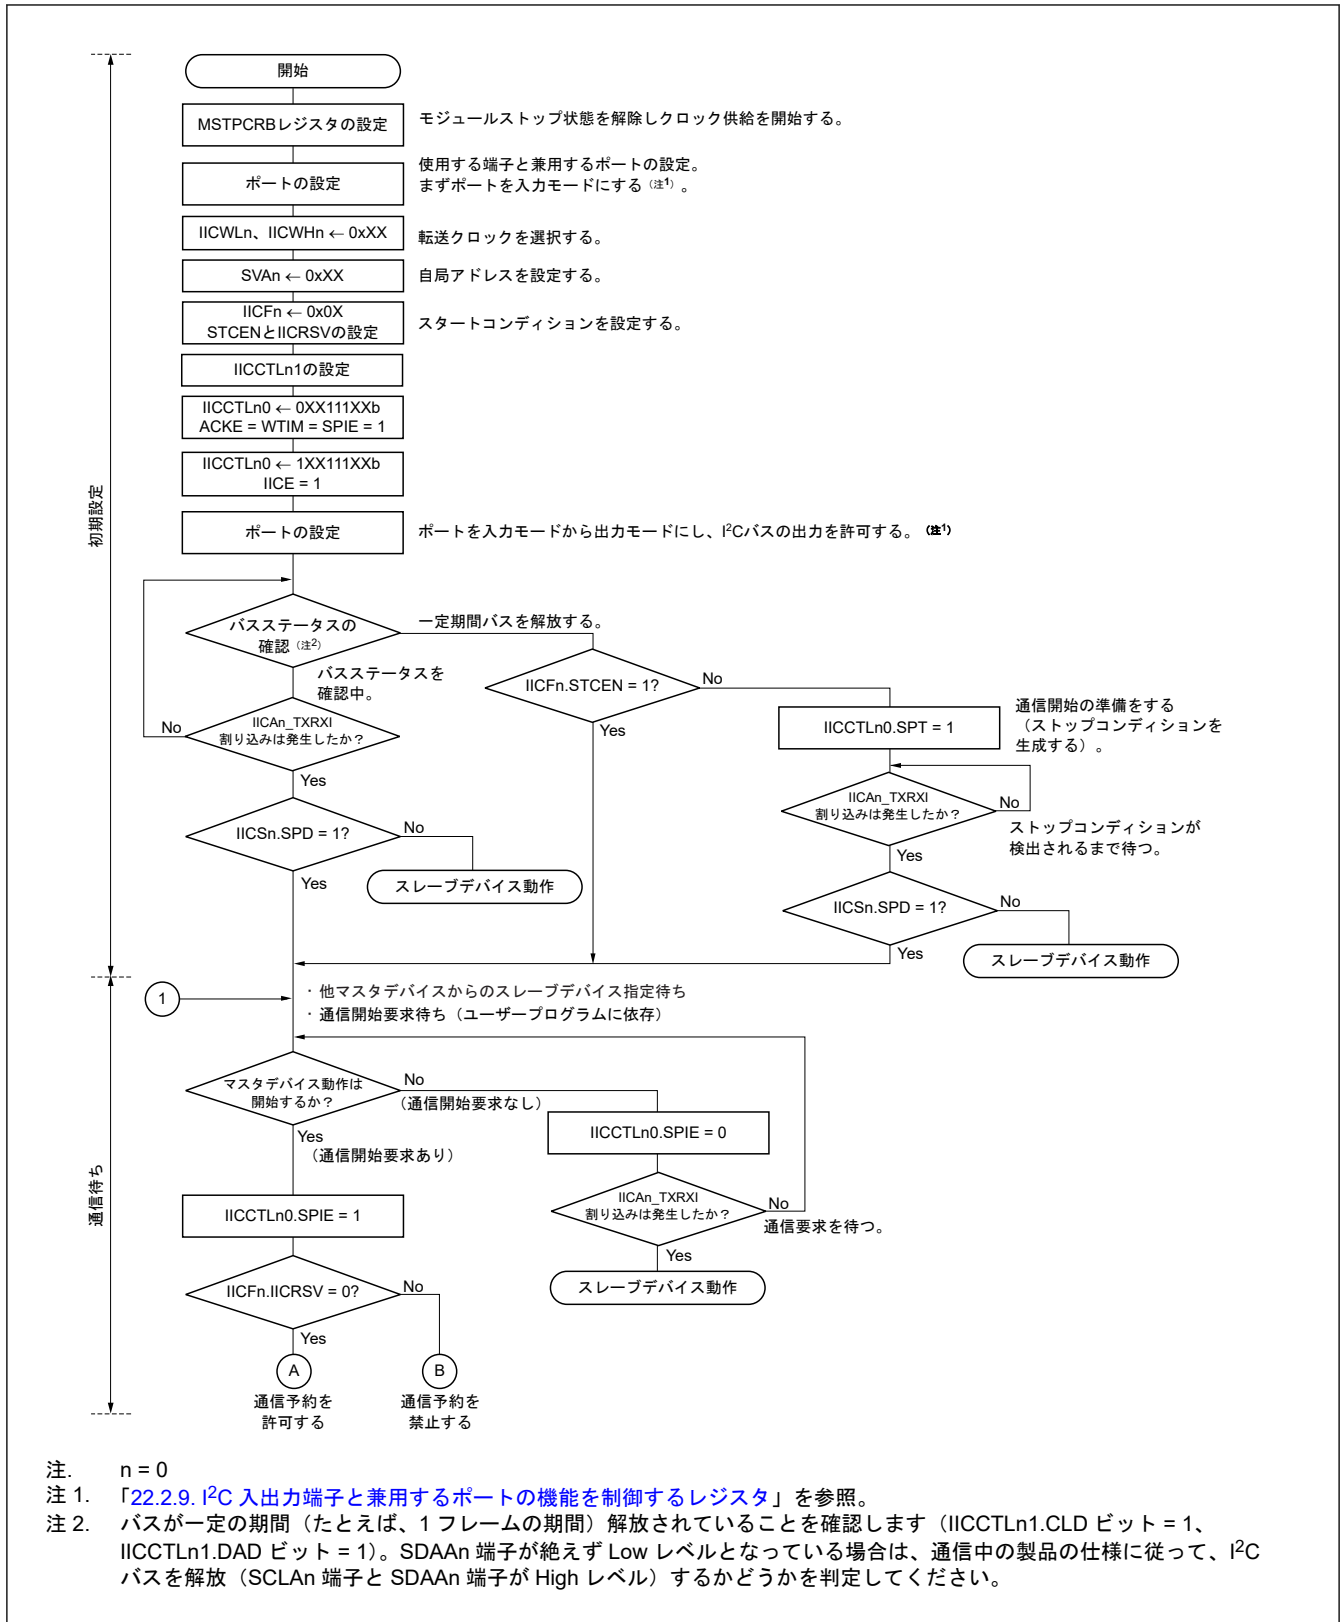 開始
MSTPCRBレジスタの設定
モジュールストップ状態を解除しクロック供給を開始する。
ポートの設定
使用する端子と兼用するポートの設定。
まずポートを入力モードにする（注1）。
IICWLn、IICWHn ← 0xXX
転送クロックを選択する。
SVAn ← 0xXX
自局アドレスを設定する。
IICFn ← 0x0X
STCENとIICRSVの設定
スタートコンディションを設定する。
IICCTLn1の設定
IICCTLn0 ← 0XX111XXb
ACKE = WTIM = SPIE = 1
IICCTLn0 ← 1XX111XXb
IICE = 1
ポートの設定
ポートを入力モードから出力モードにし、I2Cバスの出力を許可する。（注1）
初期設定
バスステータスの
確認（注2）
一定期間バスを解放する。
バスステータスを
確認中。
No
IICAn_TXRXI
割り込みは発生したか？
Yes
IICSn.SPD = 1?
No
Yes
スレーブデバイス動作
IICFn.STCEN = 1?
No
Yes
IICCTLn0.SPT = 1
通信開始の準備をする
（ストップコンディションを
生成する）。
IICAn_TXRXI
割り込みは発生したか？
No
ストップコンディションが
検出されるまで待つ。
Yes
IICSn.SPD = 1?
No
Yes
スレーブデバイス動作
1
・他マスタデバイスからのスレーブデバイス指定待ち
・通信開始要求待ち（ユーザープログラムに依存）
通信待ち
マスタデバイス動作は
開始するか？
No
（通信開始要求なし）
Yes
（通信開始要求あり）
IICCTLn0.SPIE = 0
IICAn_TXRXI
割り込みは発生したか？
No
通信要求を待つ。
Yes
スレーブデバイス動作
IICCTLn0.SPIE = 1
IICFn.IICRSV = 0?
No
Yes
A
B
通信予約を
許可する
通信予約を
禁止する
注. n = 0
注 1. 「22.2.9. I2C 入出力端子と兼用するポートの機能を制御するレジスタ」を参照。
注 2. バスが一定の期間（たとえば、1 フレームの期間）解放されていることを確認します（IICCTLn1.CLD ビット = 1、
IICCTLn1.DAD ビット = 1）。SDAAn 端子が絶えず Low レベルとなっている場合は、通信中の製品の仕様に従って、I2C
バスを解放（SCLAn 端子と SDAAn 端子が High レベル）するかどうかを判定してください。